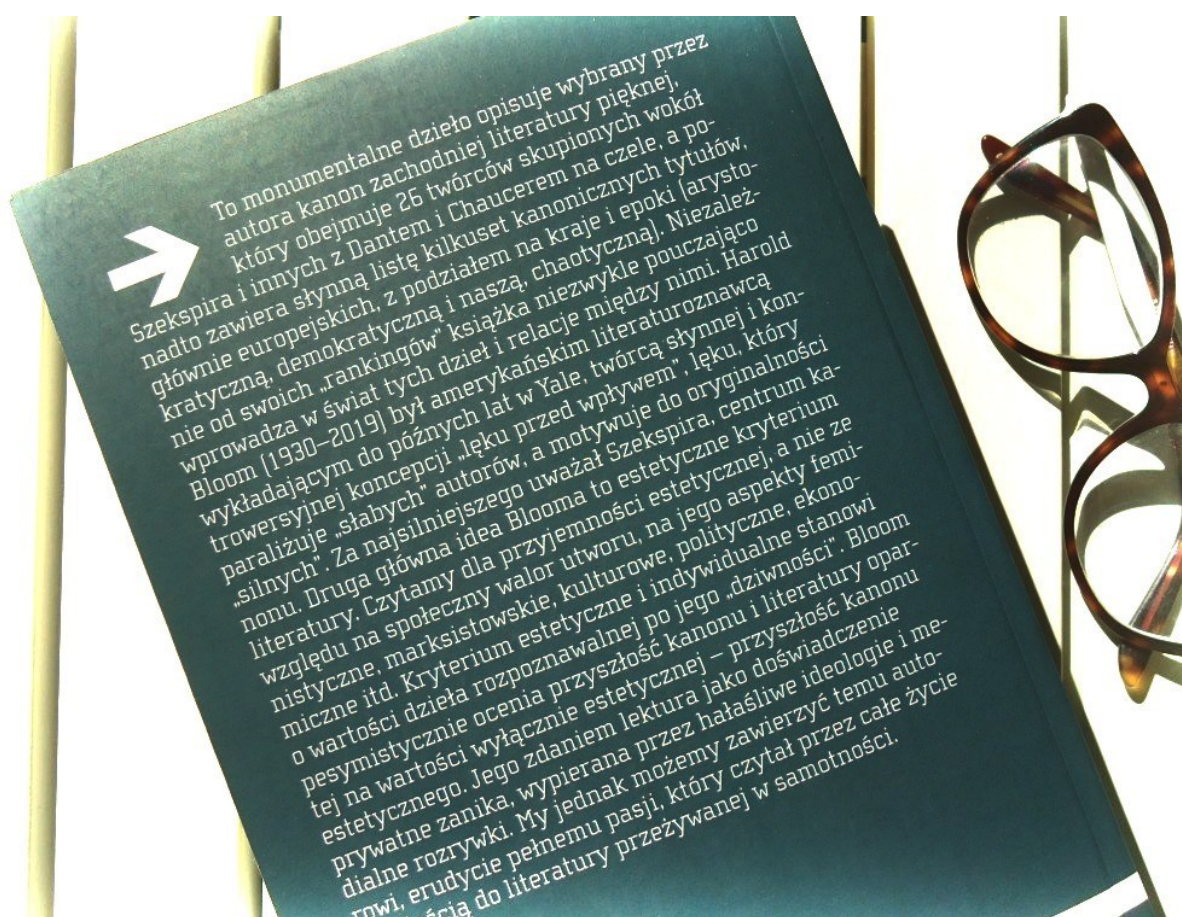 To monumentalne dzieło opisuje wybrany przez
autora kanon zachodniej literatury pięknej,
który obejmuje 26 twórców skupionych wokół
Szekspira i innych z Dantem i Chaucerem na czele, a po-
nadto zawiera słynną listę kilkuset kanonicznych tytułów,
głównie europejskich, z podziałem na kraje i epoki (arysto-
kratyczną, demokratyczną i naszą, chaotyczną). Niezależ-
nie od swoich „rankingów” książka niezwykle pouczająco
wprowadza w świat tych dzieł i relacje między nimi. Harold
Bloom (1930–2019) był amerykańskim literaturoznawcą
wykładającym do późnych lat w Yale, twórcą słynnej i kon-
trowersyjnej koncepcji „lęku przed wpływem”, lęku, który
paraliżuje „słabych” autorów, a motywuje do oryginalności
„silnych”. Za najsilniejszego uważał Szekspira, centrum ka-
nonu. Druga główna idea Blooma to estetyczne kryterium
literatury. Czytamy dla przyjemności estetycznej, a nie ze
względu na społeczny walor utworu, na jego aspekty femi-
nistyczne, marksistowskie, kulturowe, polityczne, ekono-
miczne itd. Kryterium estetyczne i indywidualne stanowi
o wartości dzieła rozpoznawalnej po jego „dziwności”. Bloom
pesymistycznie ocenia przyszłość kanonu i literatury opar-
tej na wartości wyłącznie estetycznej – przyszłość kanonu
estetycznego. Jego zdaniem lektura jako doświadczenie
prywatne zanika, wypierana przez hałaśliwe ideologie i me-
dialne rozrywki. My jednak możemy zawierzyć temu auto-
rowi, erudycie pełnemu pasji, który czytał przez całe życie
do literatury przeżywanej w samotności.